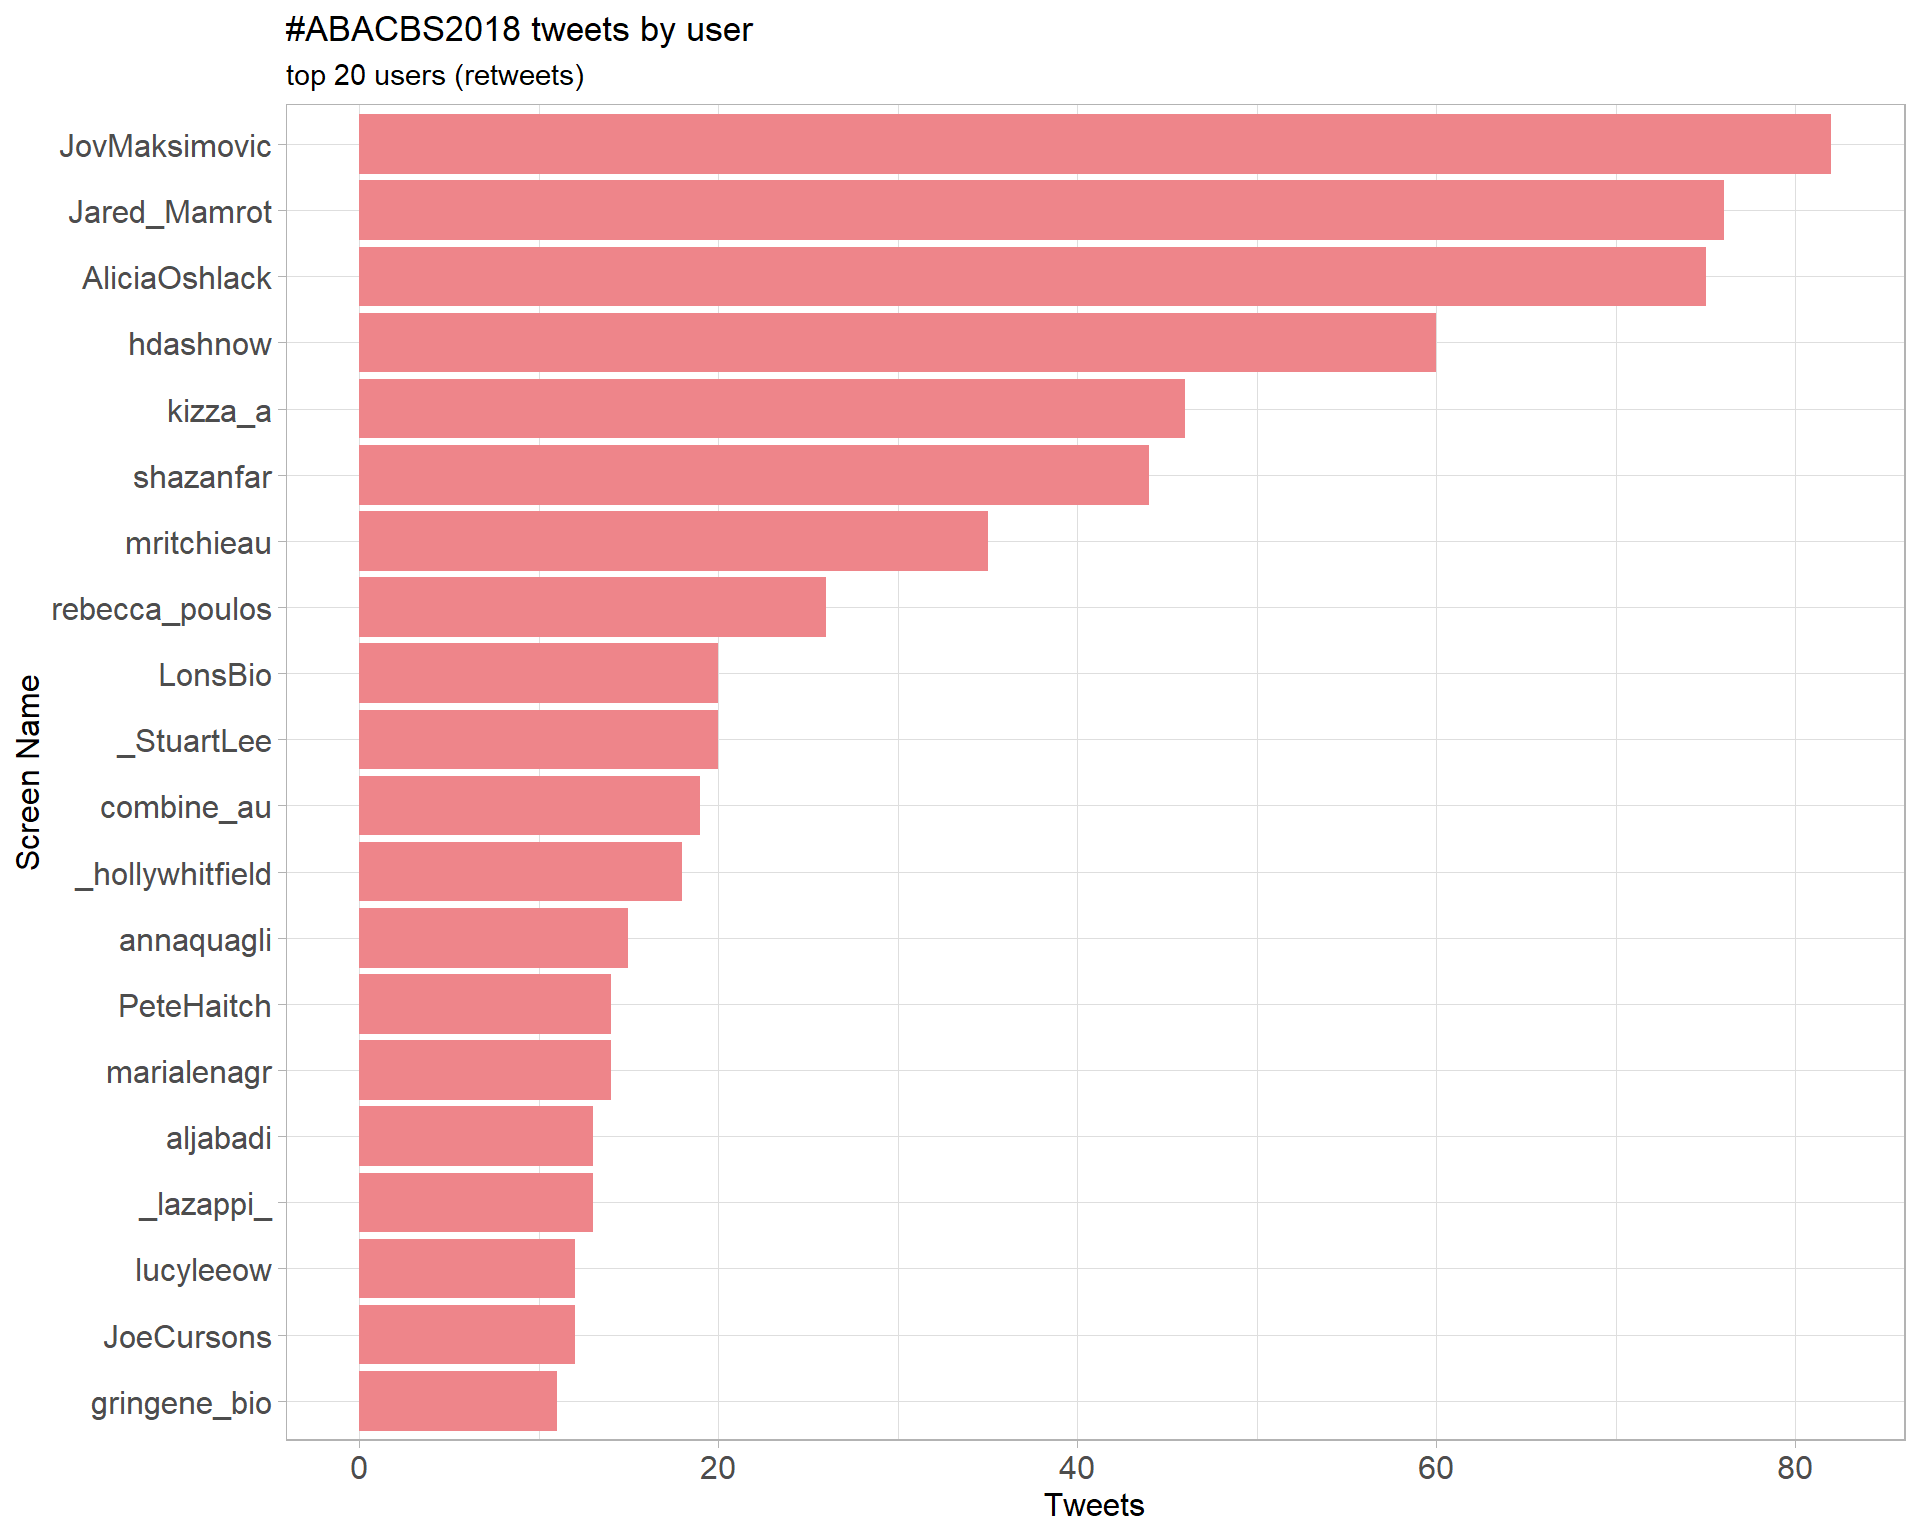 #ABACBS2018 tweets by user
top 20 users (retweets)
JovMaksimovic
Jared_Mamrot
AliciaOshlack
hdashnow
kizza_a
shazanfar
mritchieau
rebecca_poulos
LonsBio
_StuartLee
combine_au
_hollywhitfield
annaquagli
PeteHaitch
marialenagr
aljabadi
_lazappi_
lucyleeow
JoeCursons
gringene_bio
Screen Name
0 20 40 60 80
Tweets